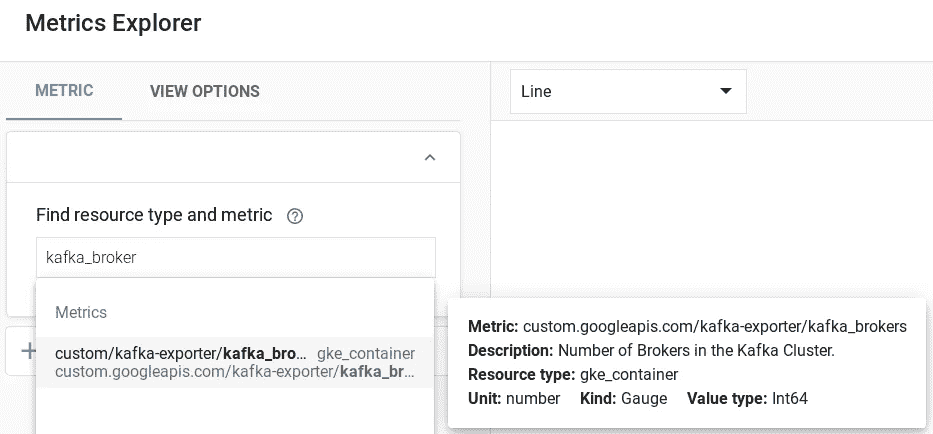 Metrics Explorer
METRIC
VIEW OPTIONS
Line
Find resource type and metric
kafka_broker
Metrics
custom/kafka-exporter/kafka_bro... gke_container
custom.googleapis.com/kafka-exporter/kafka_br...
Metric: custom.googleapis.com/kafka-exporter/kafka_brokers
Description: Number of Brokers in the Kafka Cluster.
Resource type: gke_container
Unit: number Kind: Gauge Value type: Int64